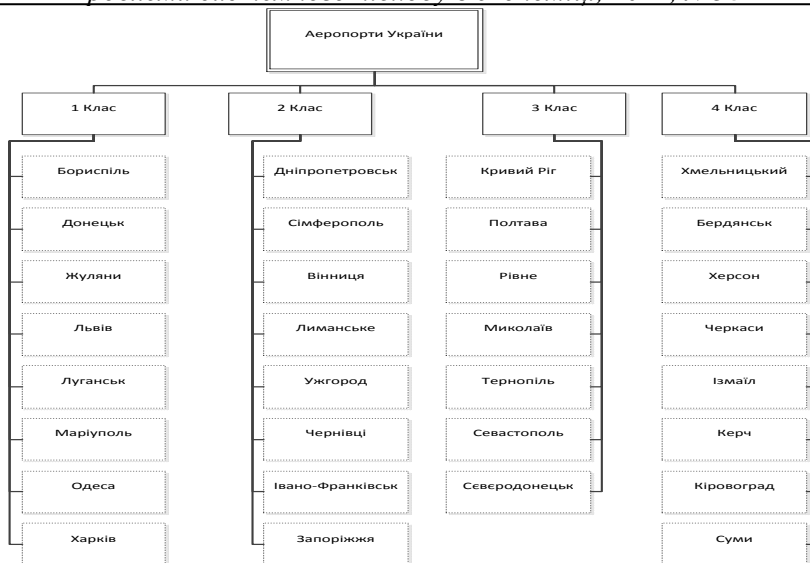 Аеропорти України
1 Клас
2 Клас
3 Клас
4 Клас
Бориспіль
Донецьк
Жуляни
Львів
Луганськ
Маріуполь
Одеса
Харків
Дніпропетровськ
Сімферополь
Вінниця
Лиманське
Ужгород
Чернівці
Івано-Франківськ
Запоріжжя
Кривий Ріг
Полтава
Рівне
Миколаїв
Тернопіль
Севастополь
Сєвєродонецьк
Хмельницький
Бердянськ
Херсон
Черкаси
Ізмаїл
Керч
Кіровоград
Суми